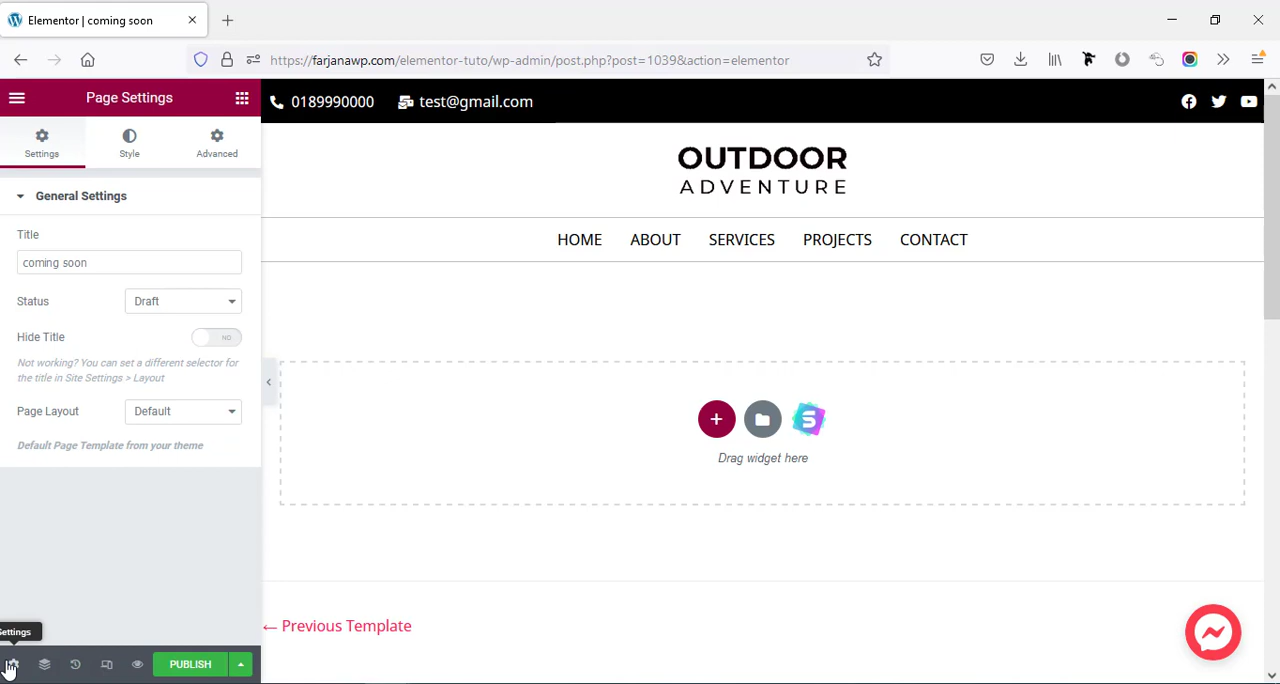 Elementor | coming soon
https://farjanawp.com/elementor-tuto/wp-admin/post.php?post=1039&action=elementor
Page Settings
Settings
Style
Advanced
General Settings
Title
coming soon
Status
Draft
Hide Title
NO
Not working? You can set a different selector for
the title in Site Settings > Layout
Page Layout
Default
Default Page Template from your theme
ettings
PUBLISH
0189990000
test@gmail.com
OUTDOOR
ADVENTURE
HOME ABOUT SERVICES PROJECTS CONTACT
Drag widget here
← Previous Template